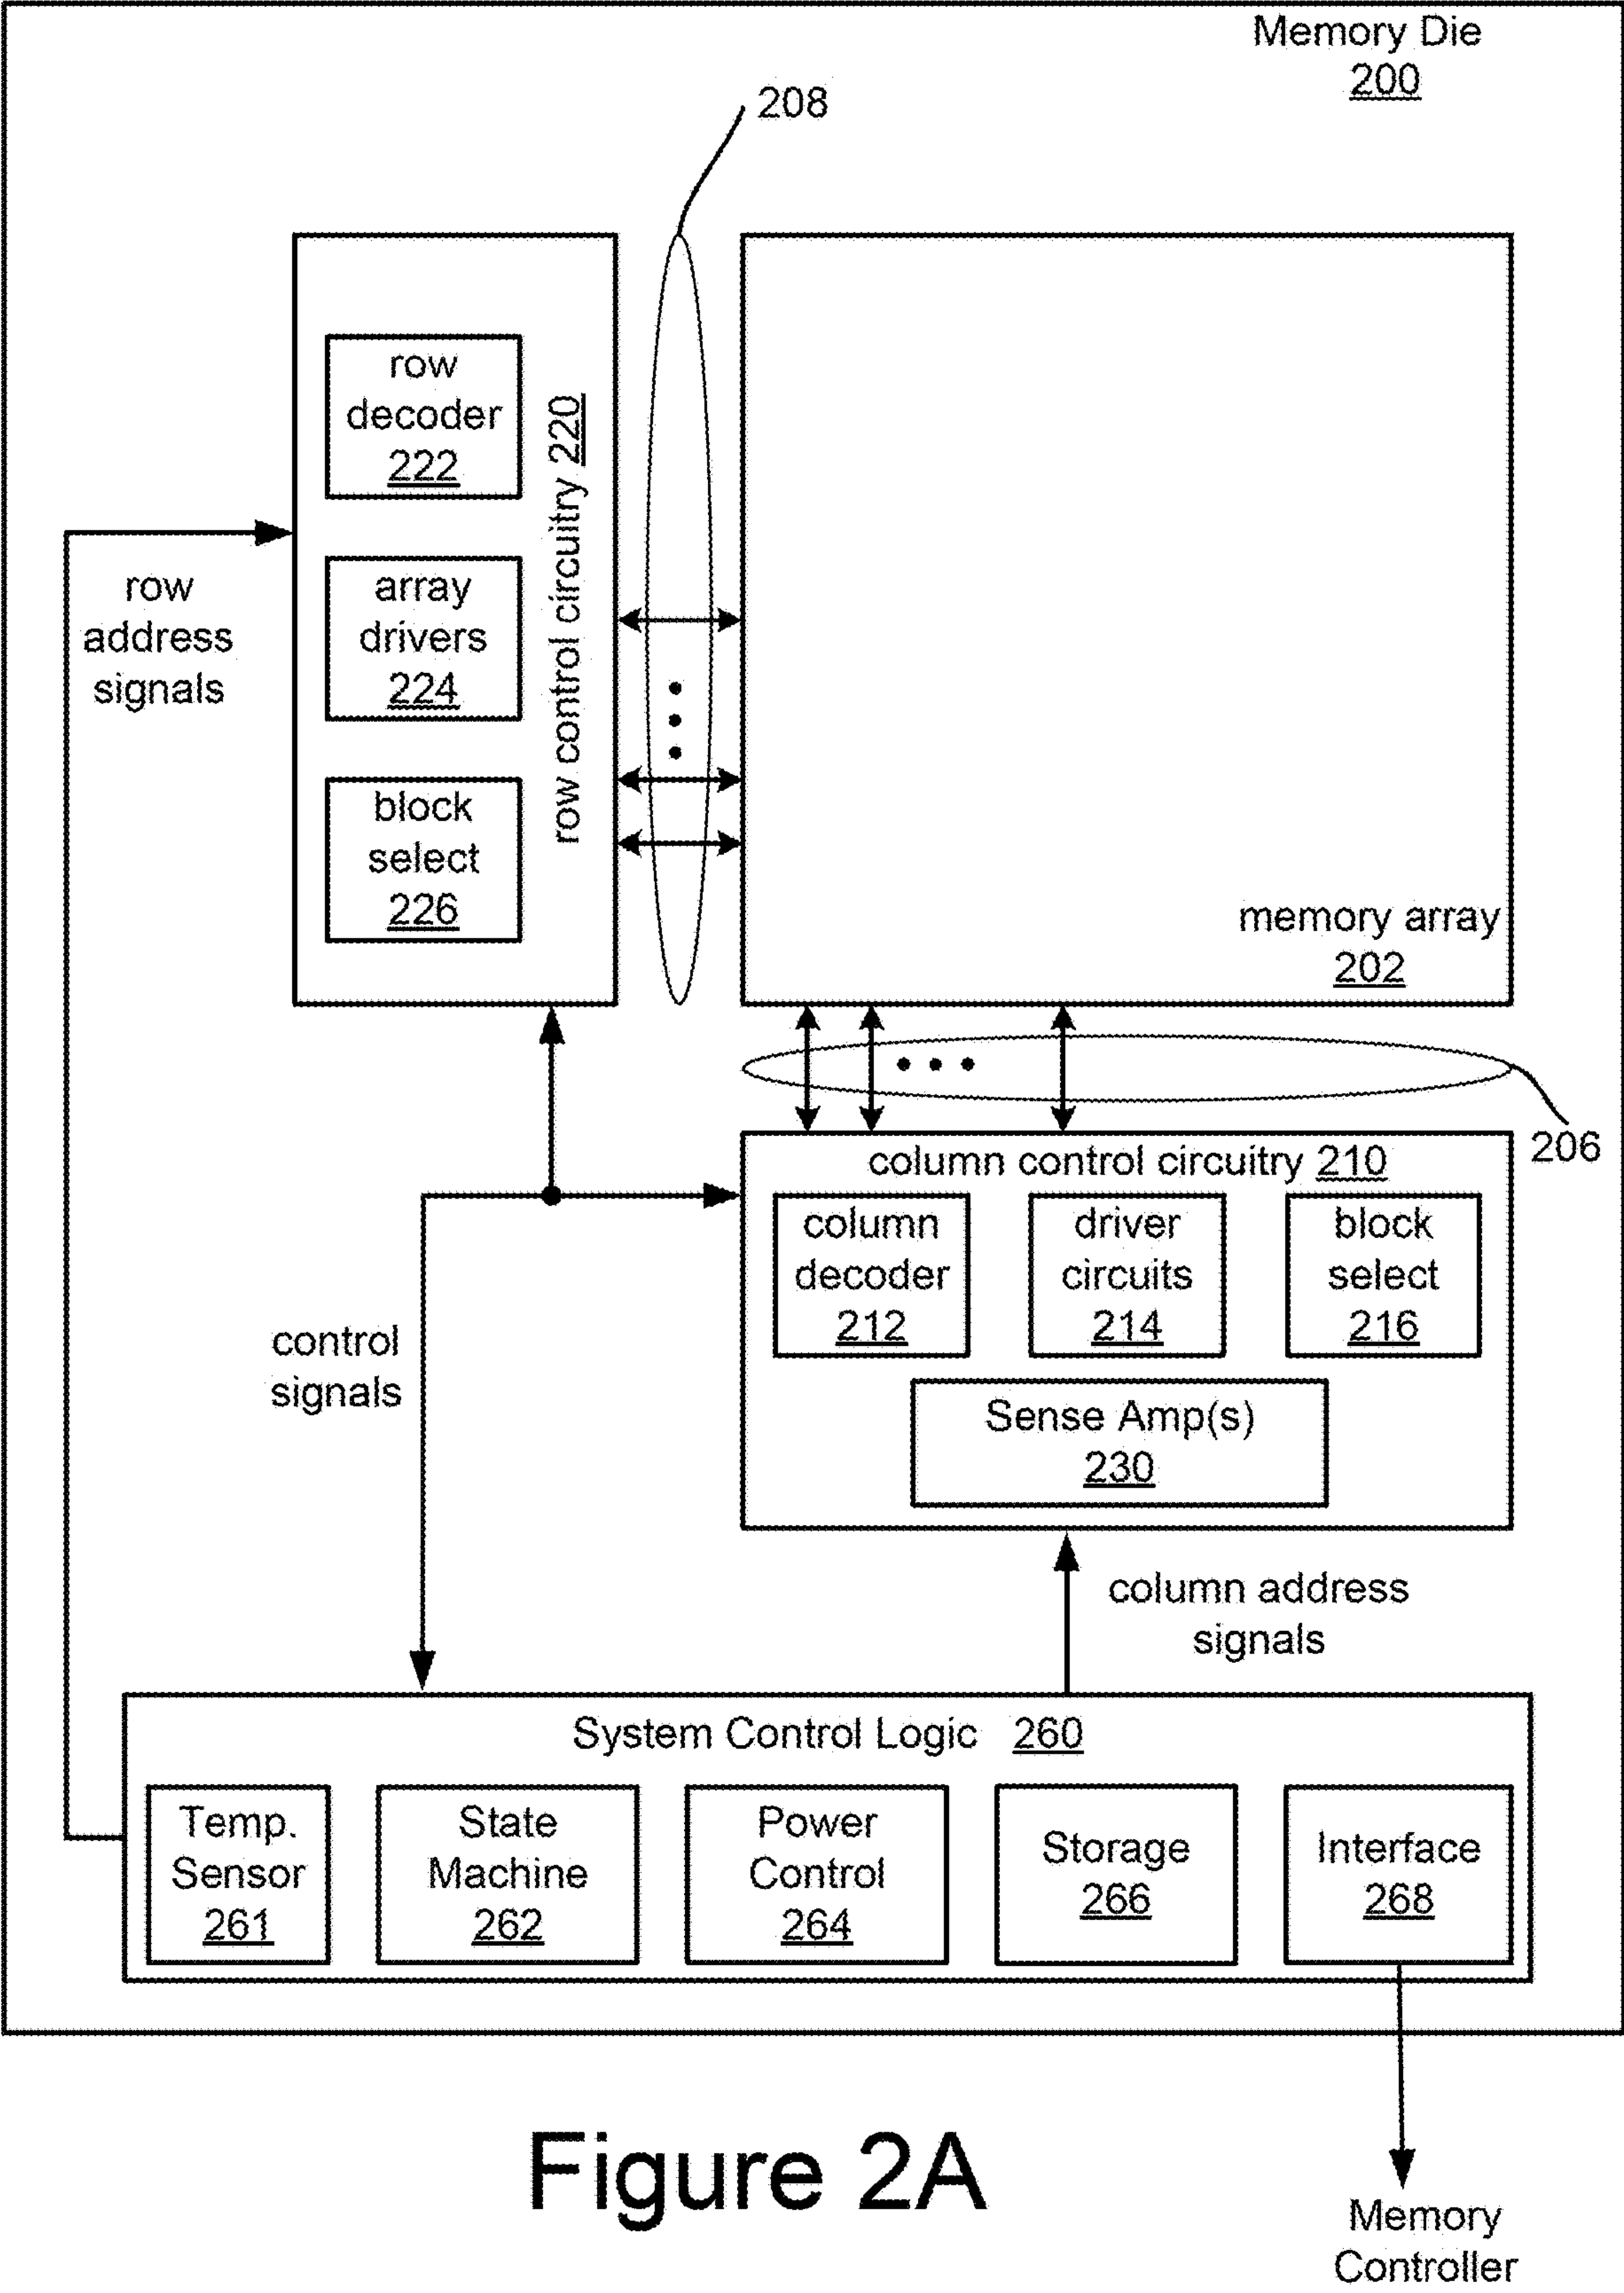 Memory Die
200
208
row
decoder
222
row control circuitry 220
row
address
signals
array
drivers
224
block
select
226
memory array
202
206
column control circuitry 210
column
decoder
212
driver
circuits
214
block
select
216
control
signals
Sense Amp(s)
230
column address
signals
System Control Logic 260
Temp.
Sensor
261
State
Machine
262
Power
Control
264
Storage
266
Interface
268
Figure 2A
Memory
Controller